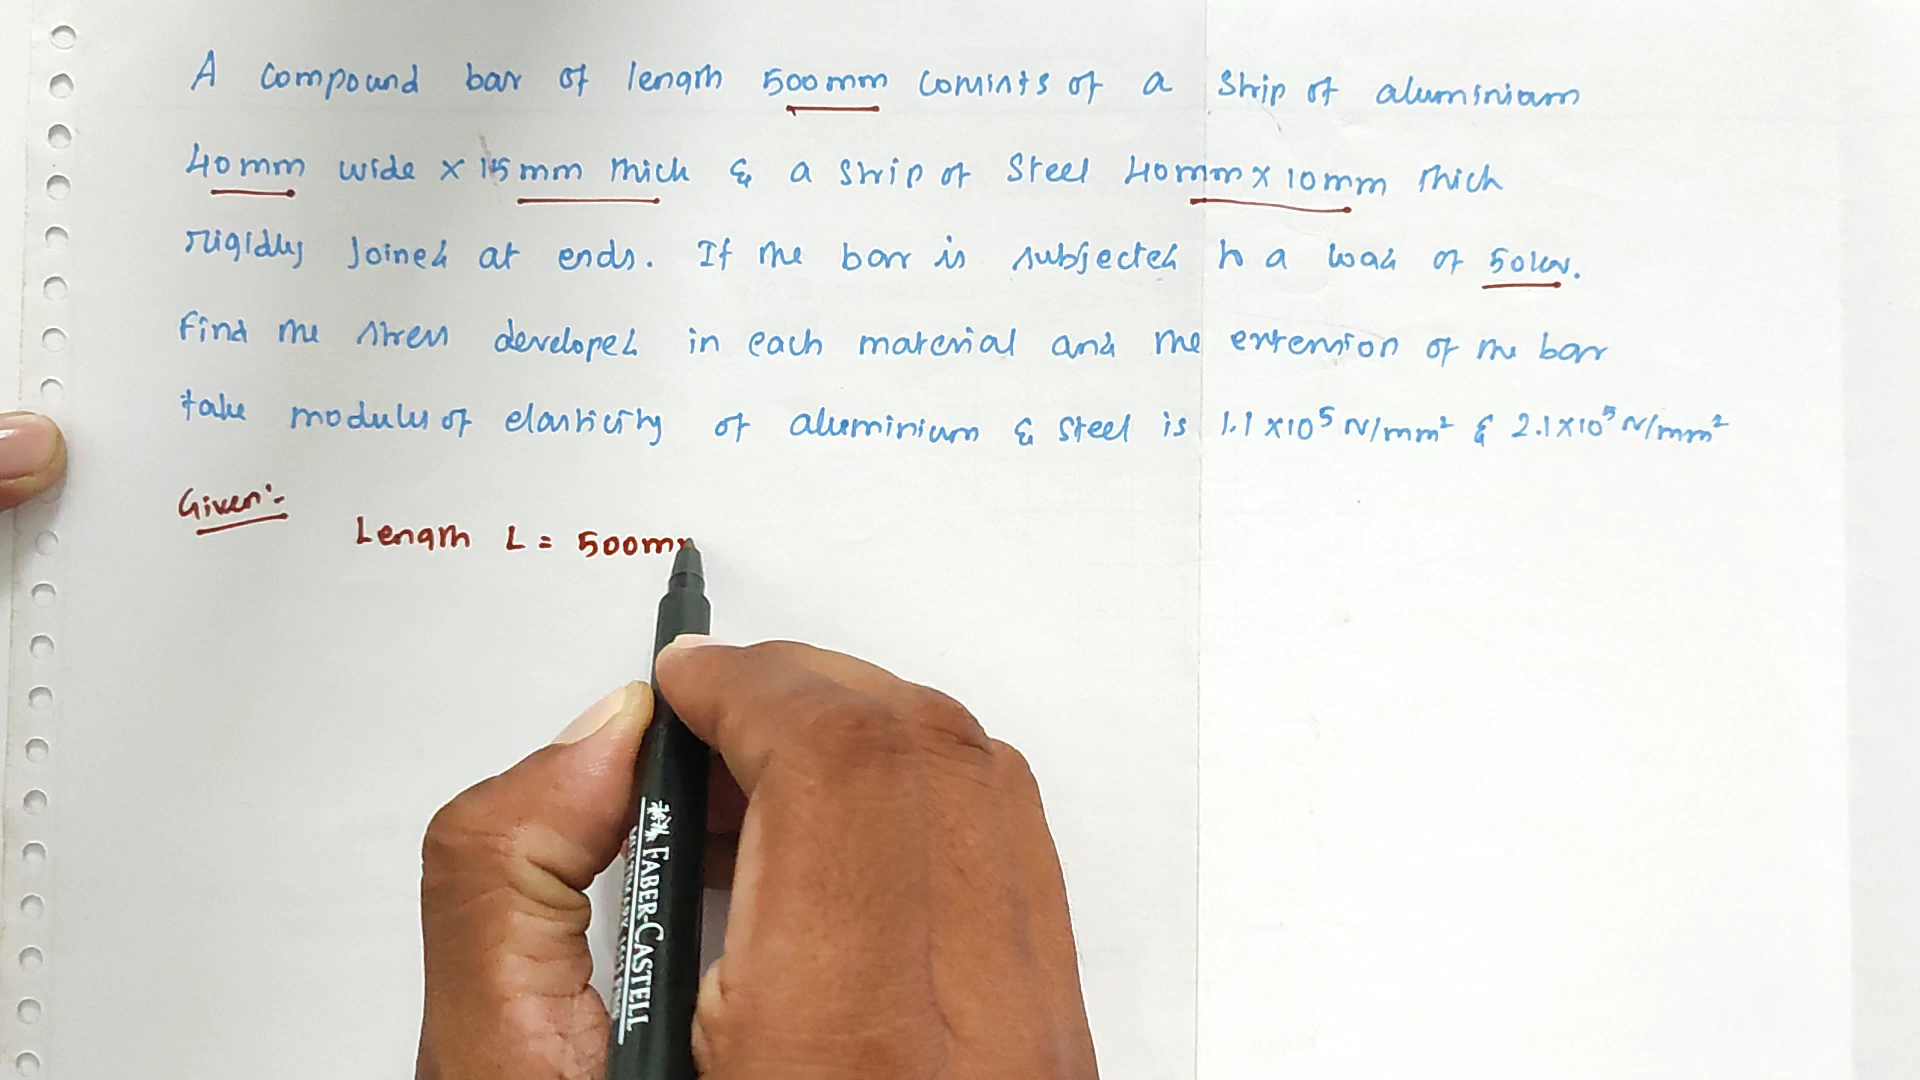 A compound bar of length 500mm consists of a strip of aluminium
40mm wide x 15mm thick & a strip of steel 40mm x 10mm thick
rigidly joined at ends. If the bar is subjected to a load of 50kN.
Find the stress developed in each material and the extension of the bar
take modulus of elasticity of aluminium & steel is 1.1 x10⁵ N/mm² & 2.1x10⁵ N/mm²
Given:-
Length L = 500mm
FABER-CASTELL